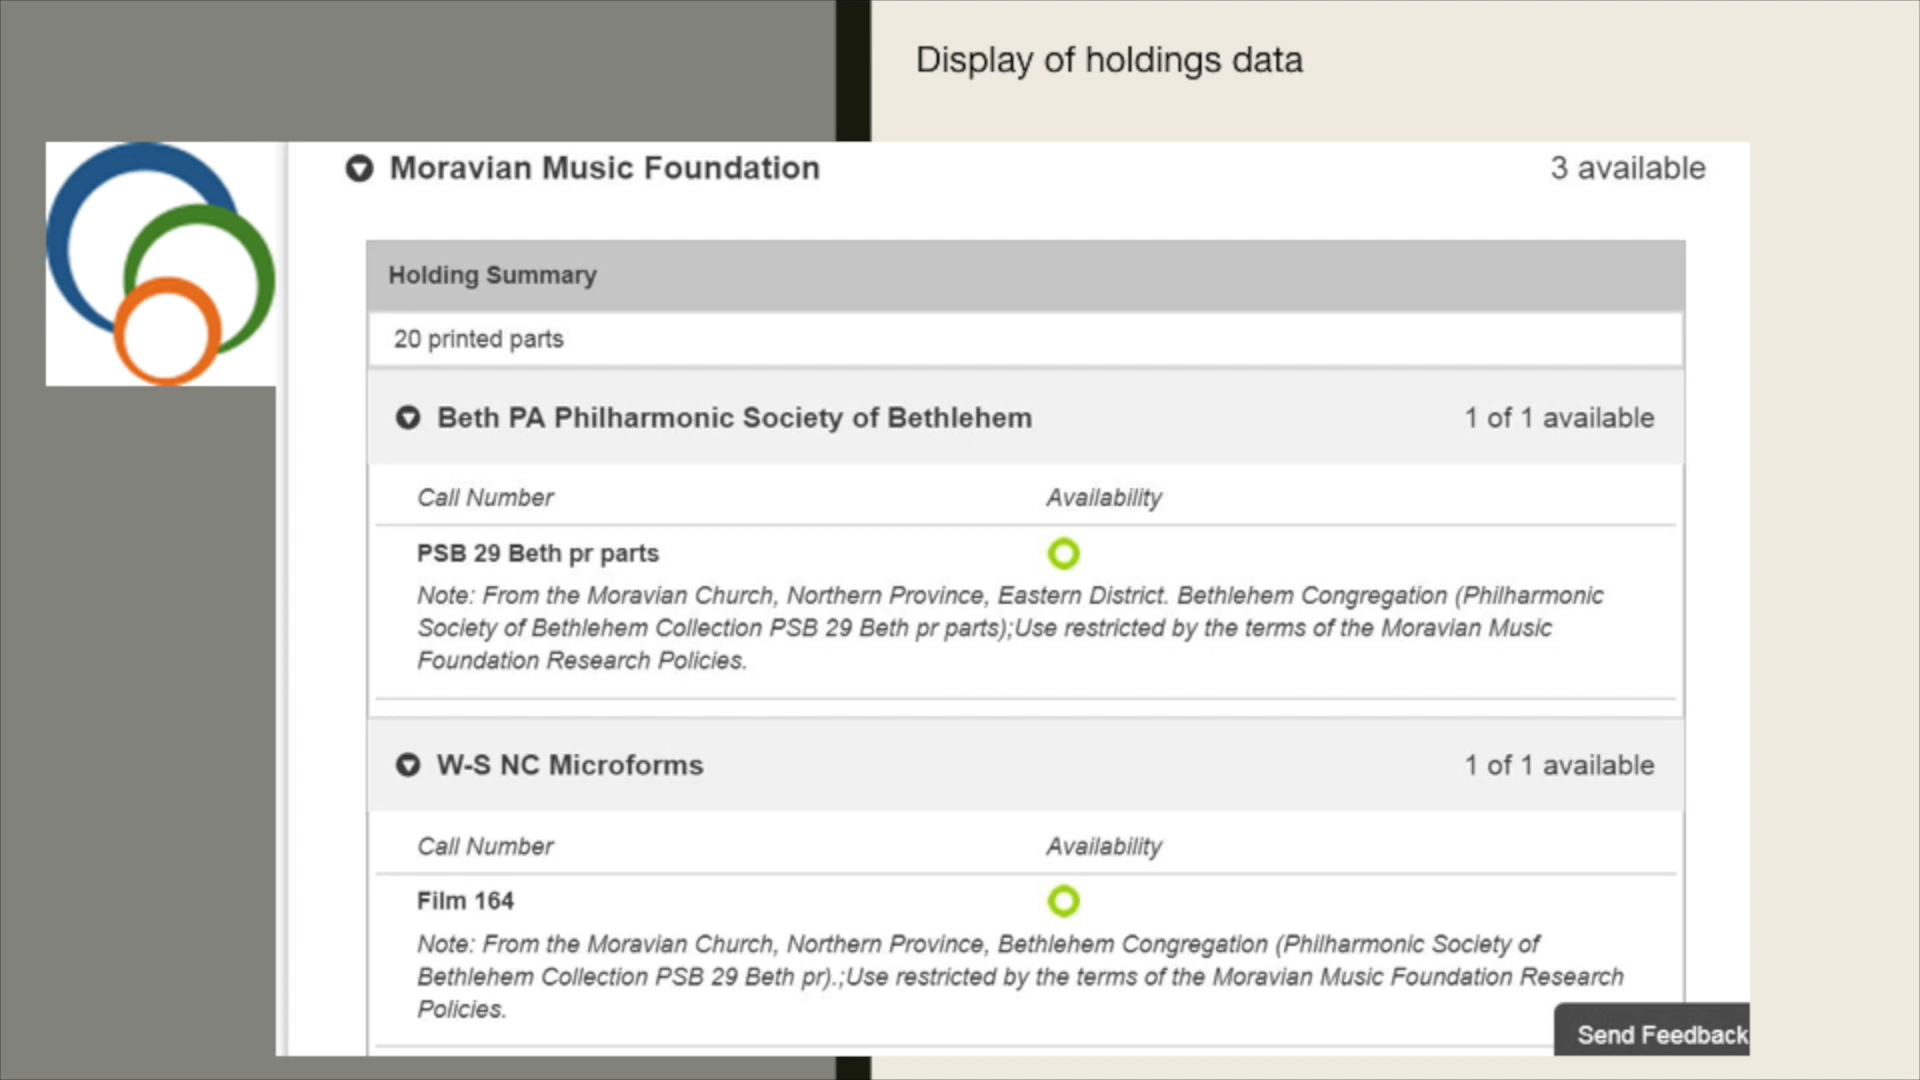 Display of holdings data
Moravian Music Foundation 3 available
Holding Summary
20 printed parts
Beth PA Philharmonic Society of Bethlehem 1 of 1 available
Call Number Availability
PSB 29 Beth pr parts
Note: From the Moravian Church, Northern Province, Eastern District. Bethlehem Congregation (Philharmonic
Society of Bethlehem Collection PSB 29 Beth pr parts);Use restricted by the terms of the Moravian Music
Foundation Research Policies.
W-S NC Microforms 1 of 1 available
Call Number Availability
Film 164
Note: From the Moravian Church, Northern Province, Bethlehem Congregation (Philharmonic Society of
Bethlehem Collection PSB 29 Beth pr).;Use restricted by the terms of the Moravian Music Foundation Research
Policies.
Send Feedback